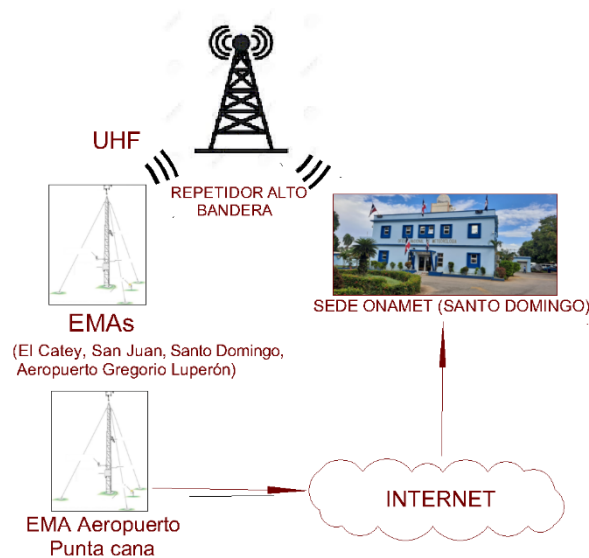 UHF
REPETIDOR ALTO
BANDERA
SEDE ONAMET (SANTO DOMINGO)
EMAs
(El Catey, San Juan, Santo Domingo,
Aeropuerto Gregorio Luperón)
EMA Aeropuerto
Punta cana
INTERNET